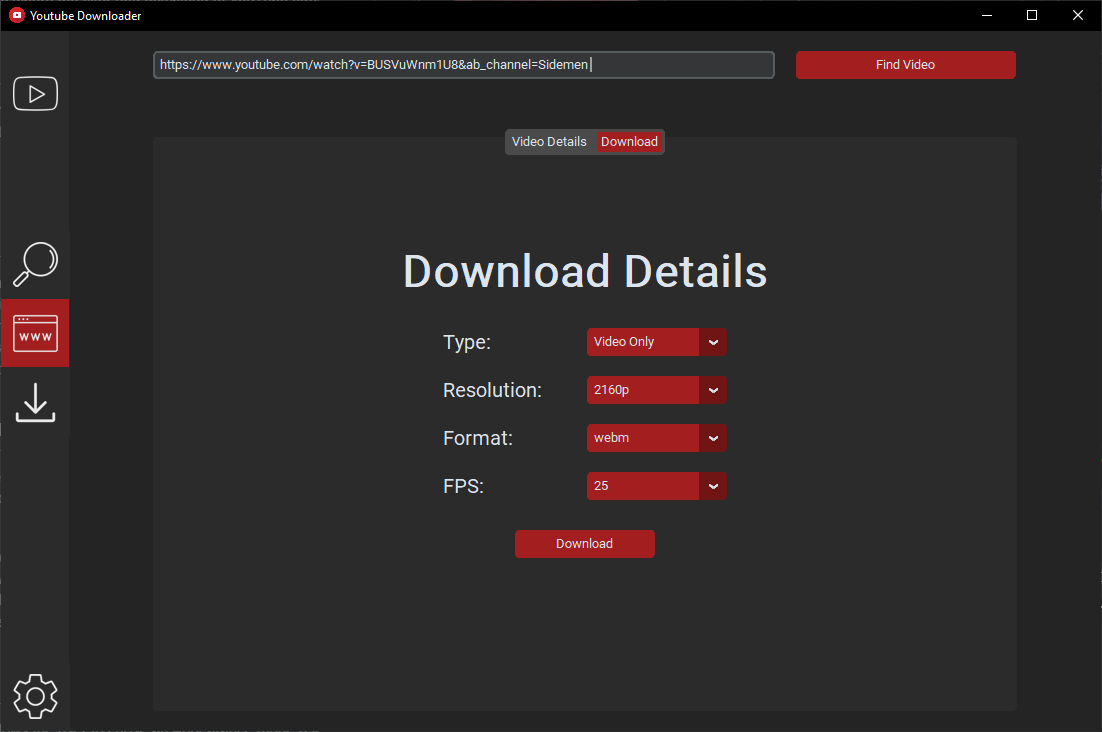 Youtube Downloader
https://www.youtube.com/watch?v=BUSVuWnm1U8&ab_channel=Sidemen
Find Video
Video Details
Download
WWW
Download Details
Type:
Video Only
Resolution:
2160p
Format:
webm
FPS:
25
Download